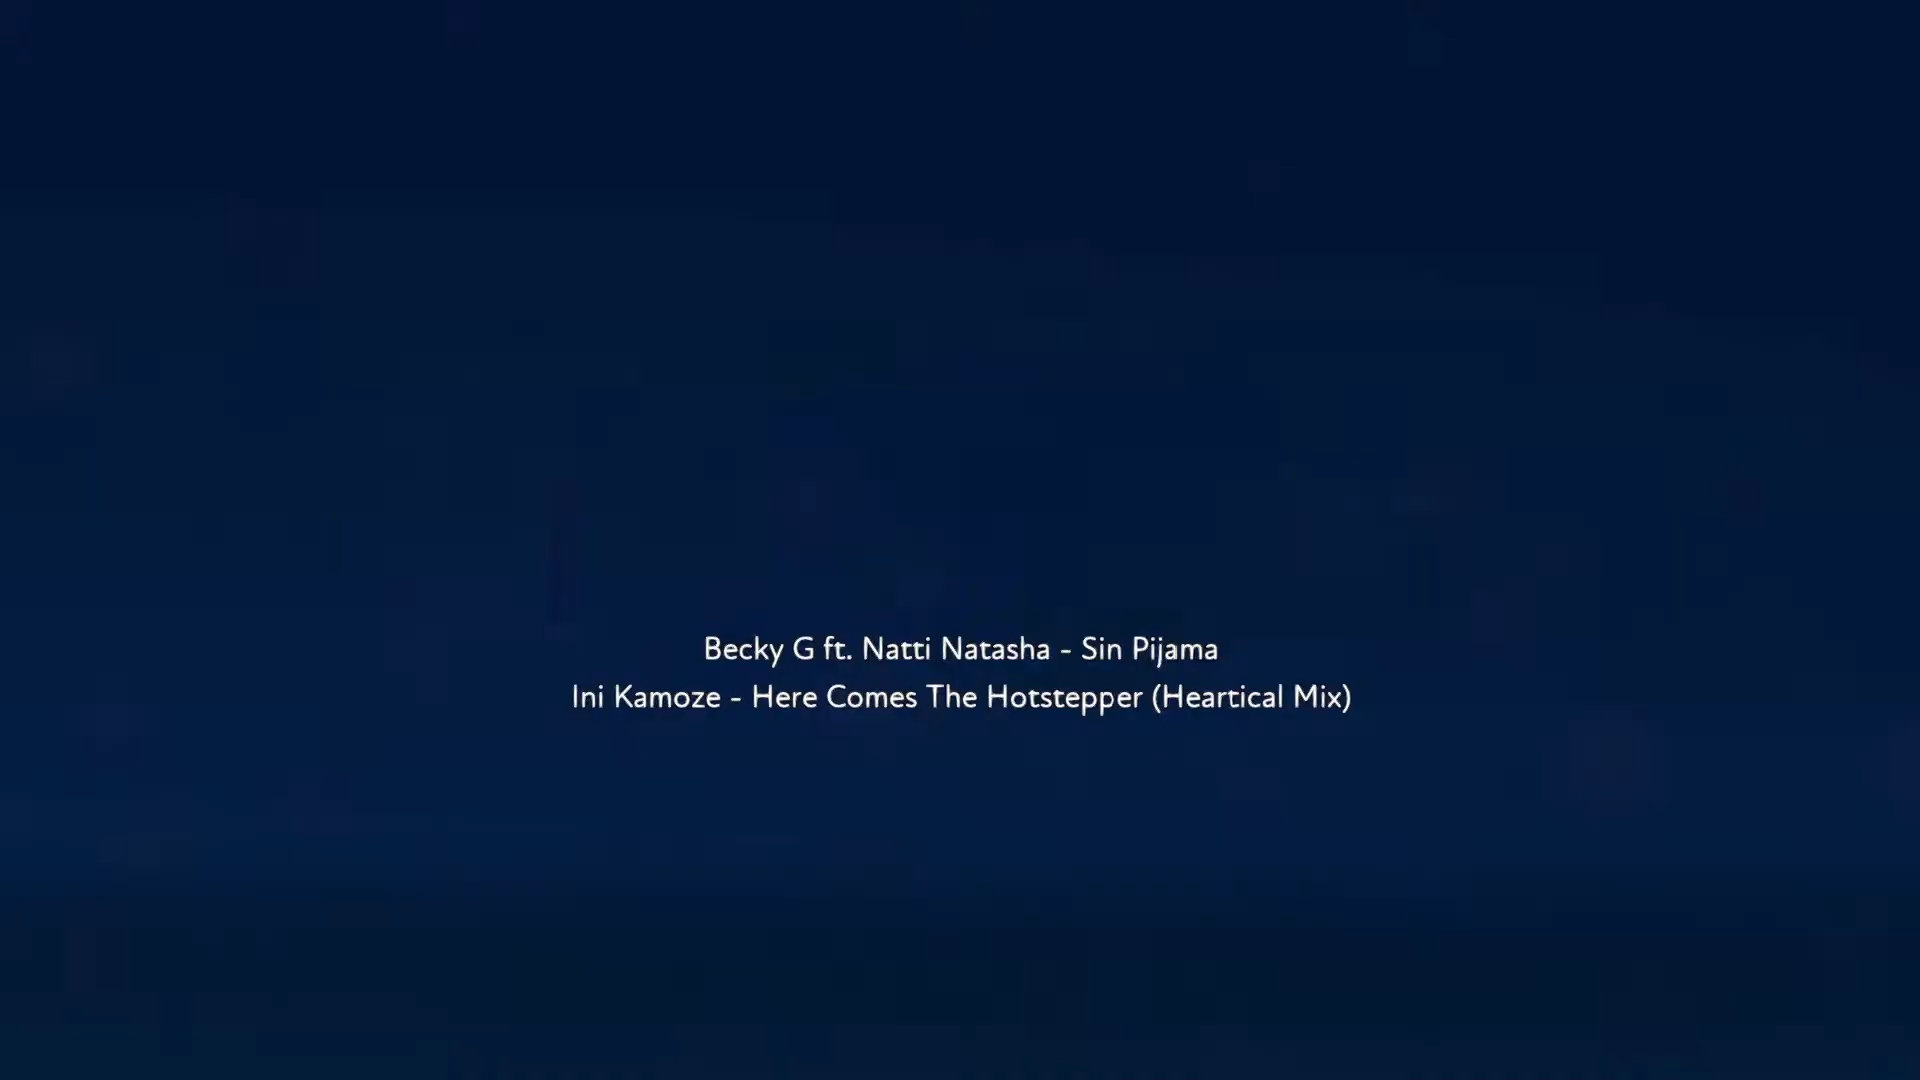 Becky G ft. Natti Natasha - Sin Pijama
Ini Kamoze - Here Comes The Hotstepper (Heartical Mix)